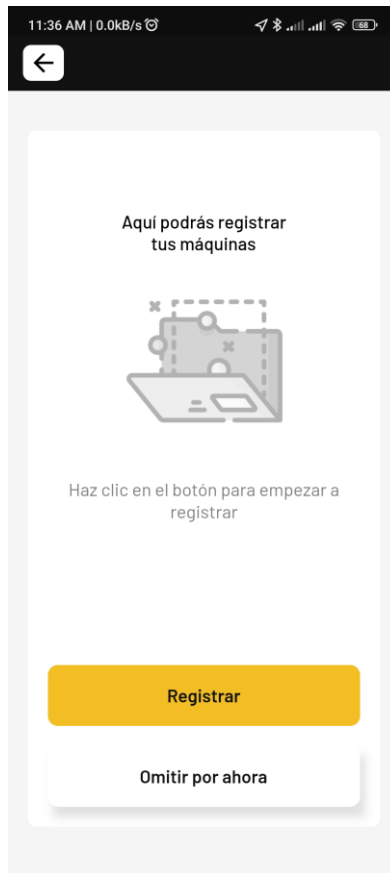 11:36 AM | 0.0kB/s
68
Aquí podrás registrar
tus máquinas
Haz clic en el botón para empezar a
registrar
Registrar
Omitir por ahora